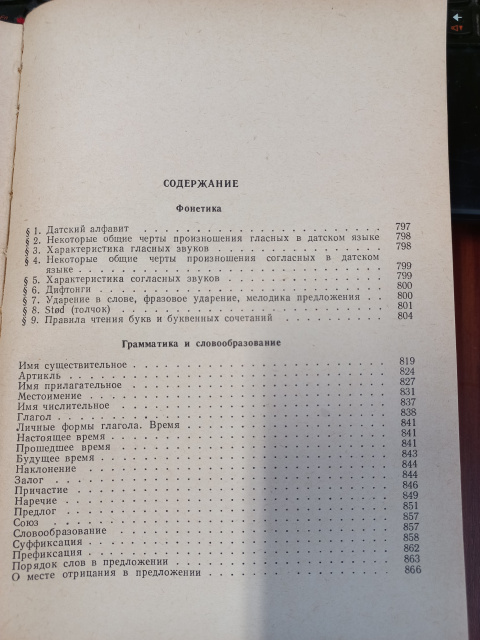 СОДЕРЖАНИЕ
Фонетика
§ 1. Датский алфавит . . . . . . . . . . . . . . . . . . . 797
§ 2. Некоторые общие черты произношения гласных в датском языке 798
§ 3. Характеристика гласных звуков . . . . . . . . . . . . . 798
§ 4. Некоторые общие черты произношения согласных в датском
языке . . . . . . . . . . . . . . . . . . . . . . . . 799
§ 5. Характеристика согласных звуков . . . . . . . . . . . . 799
§ 6. Дифтонги . . . . . . . . . . . . . . . . . . . . . . 800
§ 7. Ударение в слове, фразовое ударение, мелодика предложения . . 800
§ 8. Stød (толчок) . . . . . . . . . . . . . . . . . . . . 801
§ 9. Правила чтения букв и буквенных сочетаний . . . . . . . . 804
Грамматика и словообразование
Имя существительное . . . . . . . . . . . . . . . . . . . 819
Артикль . . . . . . . . . . . . . . . . . . . . . . . . 824
Имя прилагательное . . . . . . . . . . . . . . . . . . . 827
Местоимение . . . . . . . . . . . . . . . . . . . . . . 831
Имя числительное . . . . . . . . . . . . . . . . . . . . 837
Глагол . . . . . . . . . . . . . . . . . . . . . . . . 838
Личные формы глагола. Время . . . . . . . . . . . . . . . 841
Настоящее время . . . . . . . . . . . . . . . . . . . . 841
Прошедшее время . . . . . . . . . . . . . . . . . . . . 841
Будущее время . . . . . . . . . . . . . . . . . . . . . 843
Наклонение . . . . . . . . . . . . . . . . . . . . . . 844
Залог . . . . . . . . . . . . . . . . . . . . . . . . . 844
Причастие . . . . . . . . . . . . . . . . . . . . . . . 846
Наречие . . . . . . . . . . . . . . . . . . . . . . . . 849
Предлог . . . . . . . . . . . . . . . . . . . . . . . . 851
Союз . . . . . . . . . . . . . . . . . . . . . . . . . 857
Словообразование . . . . . . . . . . . . . . . . . . . . 857
Суффиксация . . . . . . . . . . . . . . . . . . . . . . 858
Префиксация . . . . . . . . . . . . . . . . . . . . . . 862
Порядок слов в предложении . . . . . . . . . . . . . . . 863
О месте отрицания в предложении . . . . . . . . . . . . . 866